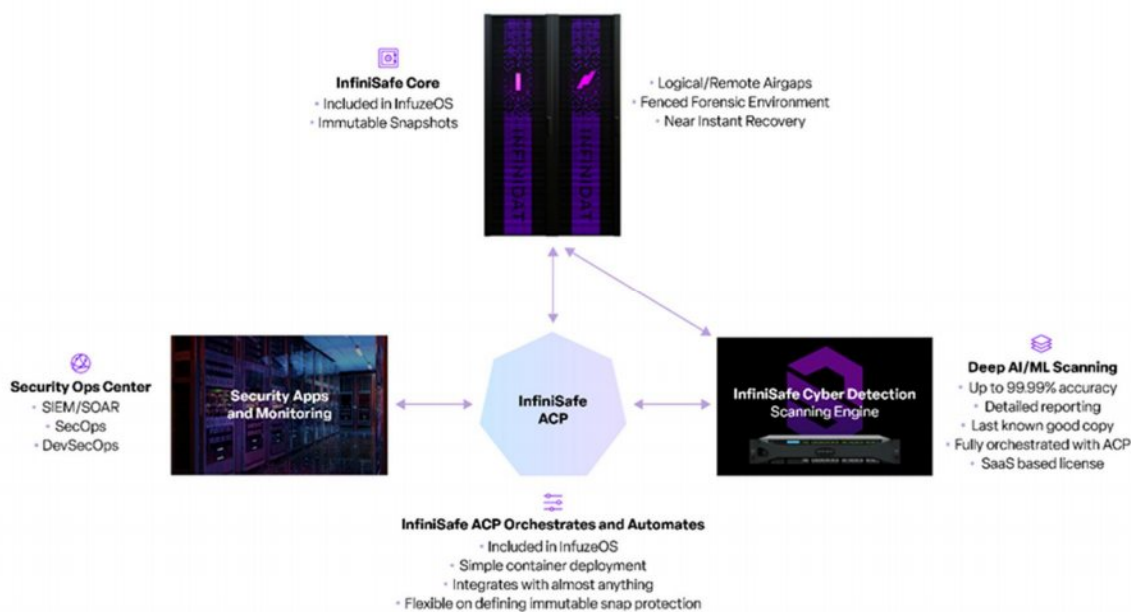 InfiniSafe Core
• Included in InfuzeOS
• Immutable Snapshots
INFINIDAT
INFINIDAT
• Logical/Remote Airgaps
• Fenced Forensic Environment
• Near Instant Recovery
Security Ops Center
• SIEM/SOAR
• SecOps
• DevSecOps
Security Apps
and Monitoring
InfiniSafe
ACP
InfiniSafe Cyber Detection
Scanning Engine
Deep AI/ML Scanning
• Up to 99.99% accuracy
• Detailed reporting
• Last known good copy
• Fully orchestrated with ACP
• SaaS based license
InfiniSafe ACP Orchestrates and Automates
• Included in InfuzeOS
• Simple container deployment
• Integrates with almost anything
• Flexible on defining immutable snap protection